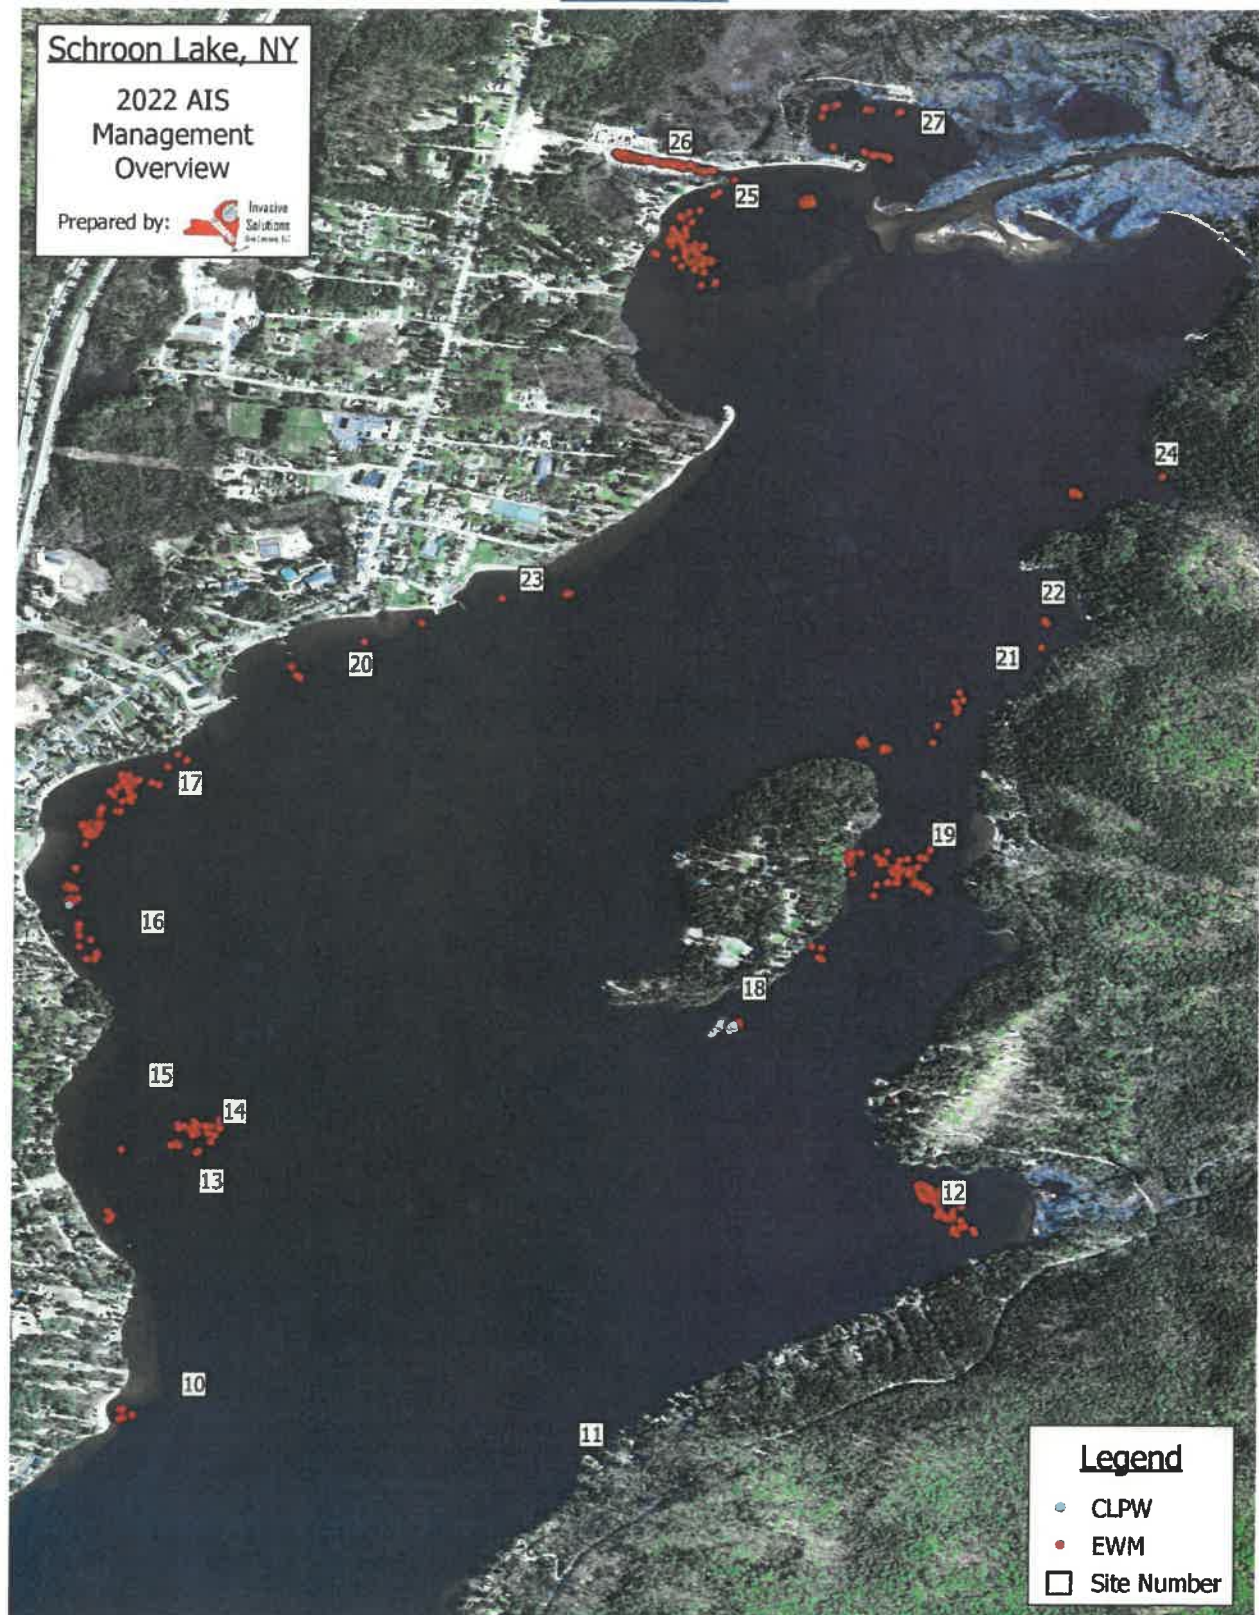 Schroon Lake, NY
2022 AIS
Management
Overview
Prepared by:
Invasive
Solutions
26
27
25
24
23
22
20
21
17
19
16
18
15
14
13
12
10
11
Legend
CLPW
EWM
Site Number